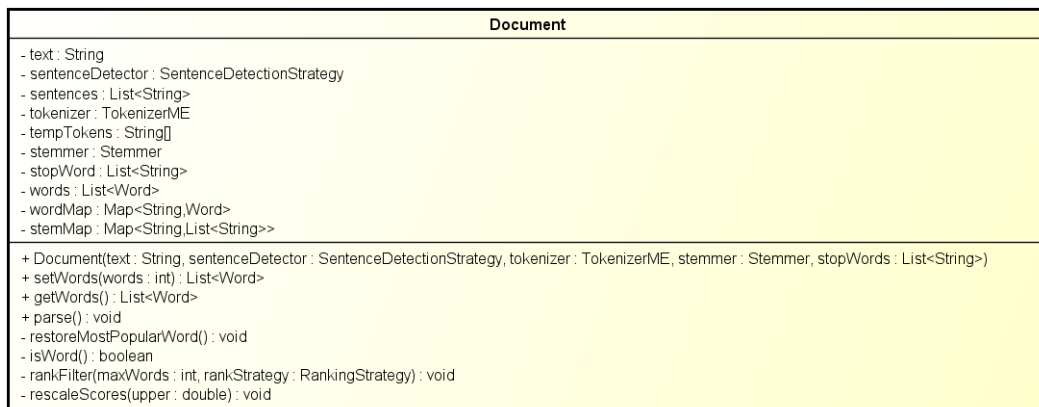 Document
- text : String
- sentenceDetector : SentenceDetectionStrategy
- sentences : List<String>
- tokenizer : TokenizerME
- tempTokens : String[]
- stemmer : Stemmer
- stopWord : List<String>
- words : List<Word>
- wordMap : Map<String,Word>
- stemMap : Map<String,List<String>>
+ Document(text : String, sentenceDetector : SentenceDetectionStrategy, tokenizer : TokenizerME, stemmer : Stemmer, stopWords : List<String>)
+ setWords(words : int) : List<Word>
+ getWords() : List<Word>
+ parse() : void
- restoreMostPopularWord() : void
- isWord() : boolean
- rankFilter(maxWords : int, rankStrategy : RankingStrategy) : void
- rescaleScores(upper : double) : void